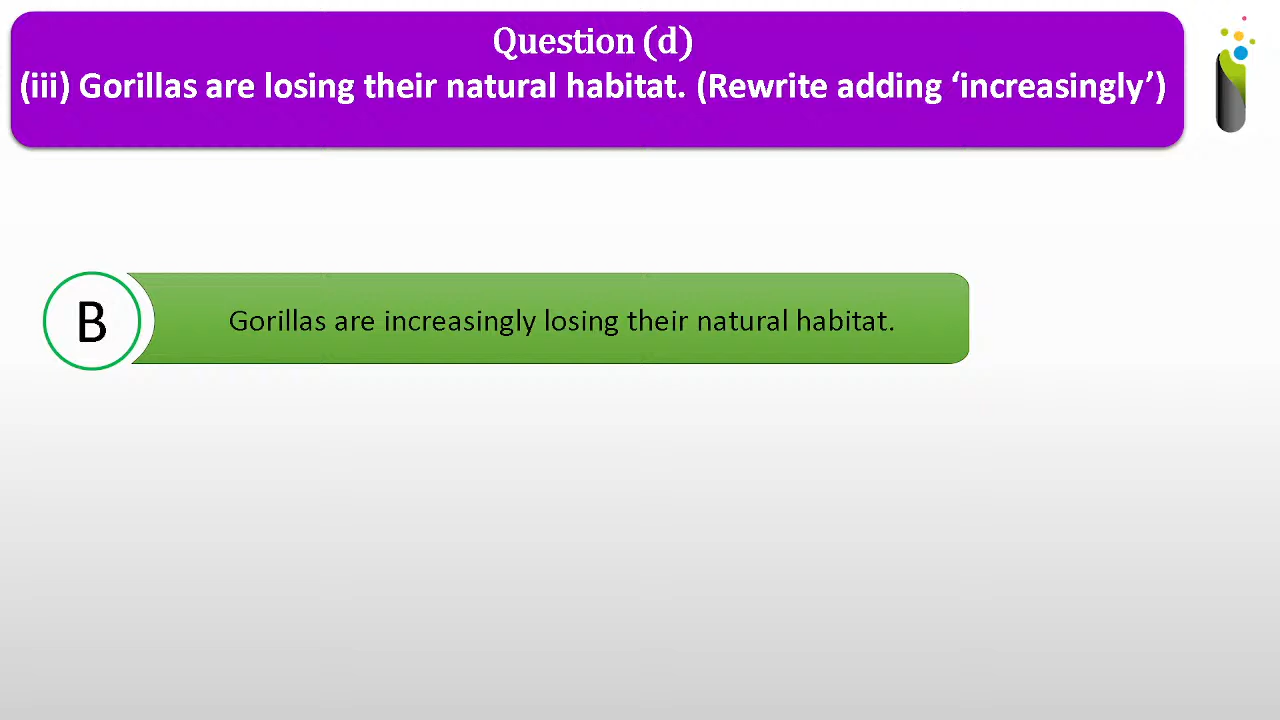 Question (d)
(iii) Gorillas are losing their natural habitat. (Rewrite adding ‘increasingly’)
B
Gorillas are increasingly losing their natural habitat.